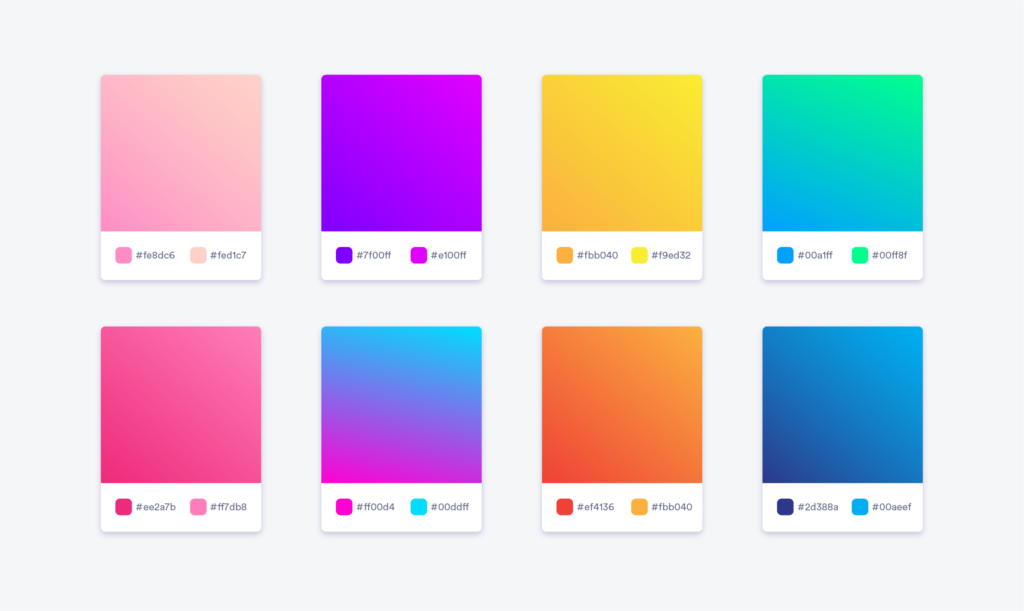 #fe8dc6 #fed1c7
#7f00ff #e100ff
#fbb040 #f9ed32
#00a1ff #00ff8f
#ee2a7b #ff7db8
#ff00d4 #00ddff
#ef4136 #fbb040
#2d388a #00aeef